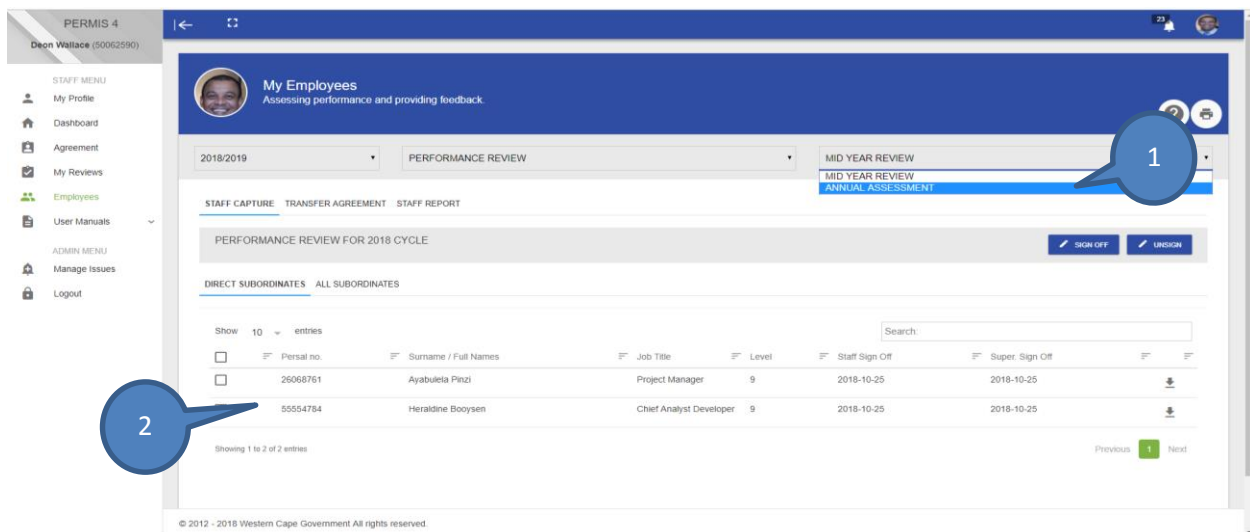 PERMIS 4
Deon Wallace (50062590)
23
STAFF MENU
My Profile
Dashboard
Agreement
My Reviews
Employees
User Manuals
ADMIN MENU
Manage Issues
Logout
My Employees
Assessing performance and providing feedback.
?
2018/2019
PERFORMANCE REVIEW
MID YEAR REVIEW
MID YEAR REVIEW
ANNUAL ASSESSMENT
1
STAFF CAPTURE TRANSFER AGREEMENT STAFF REPORT
PERFORMANCE REVIEW FOR 2018 CYCLE
SIGN OFF UNSIGN
DIRECT SUBORDINATES ALL SUBORDINATES
Show 10 entries
Search:
Persal no. Surname / Full Names Job Title Level Staff Sign Off Super. Sign Off
26068761 Ayabulela Pinzi Project Manager 9 2018-10-25 2018-10-25
55554784 Heraldine Booysen Chief Analyst Developer 9 2018-10-25 2018-10-25
2
Showing 1 to 2 of 2 entries
Previous 1 Next
© 2012 - 2018 Western Cape Government All rights reserved.